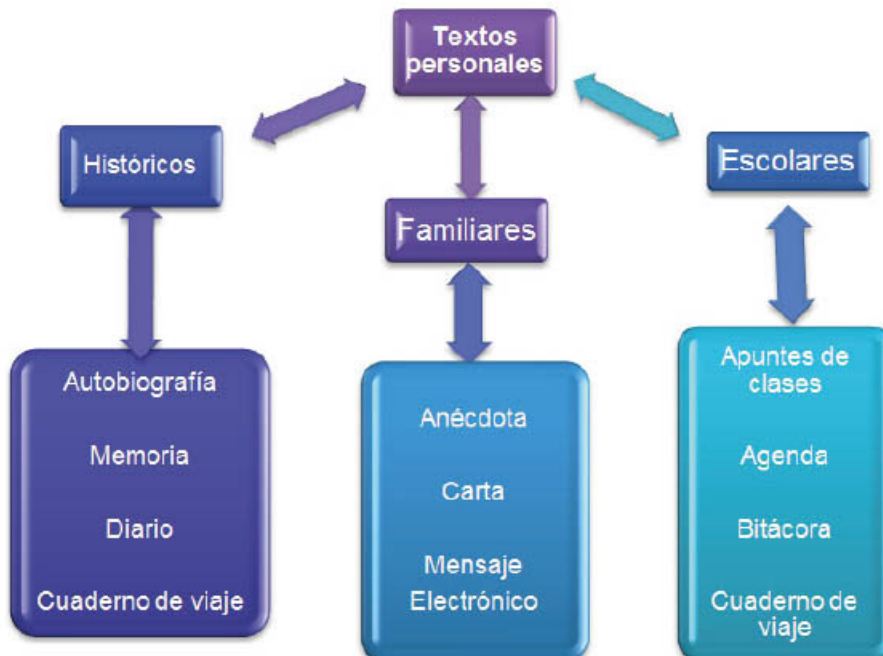 Textos
personales
Históricos
Familiares
Escolares
Autobiografía
Memoria
Diario
Cuaderno de viaje
Anécdota
Carta
Mensaje
Electrónico
Apuntes de
clases
Agenda
Bitácora
Cuaderno de
viaje